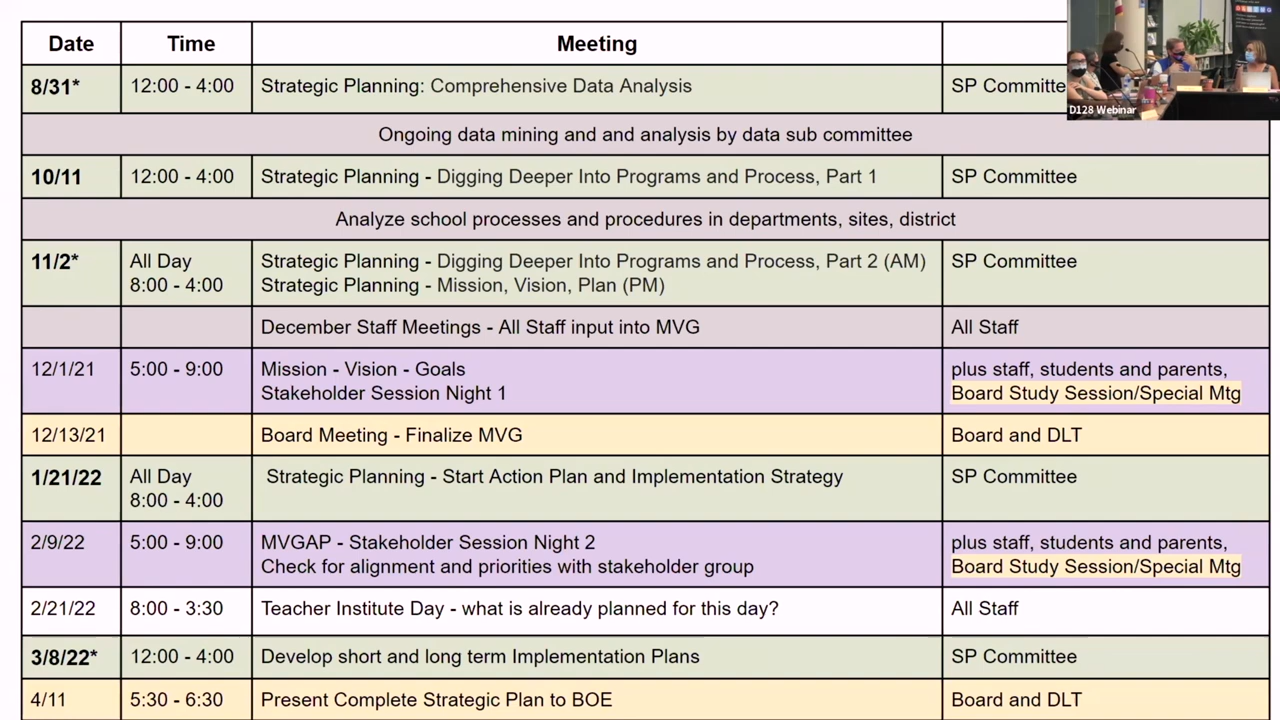 Date Time Meeting
8/31* 12:00 - 4:00 Strategic Planning: Comprehensive Data Analysis SP Committee
D128 Webinar
Ongoing data mining and and analysis by data sub committee
10/11 12:00 - 4:00 Strategic Planning - Digging Deeper Into Programs and Process, Part 1 SP Committee
Analyze school processes and procedures in departments, sites, district
11/2* All Day Strategic Planning - Digging Deeper Into Programs and Process, Part 2 (AM) SP Committee
8:00 - 4:00 Strategic Planning - Mission, Vision, Plan (PM)
December Staff Meetings - All Staff input into MVG All Staff
12/1/21 5:00 - 9:00 Mission - Vision - Goals plus staff, students and parents,
Stakeholder Session Night 1 Board Study Session/Special Mtg
12/13/21 Board Meeting - Finalize MVG Board and DLT
1/21/22 All Day Strategic Planning - Start Action Plan and Implementation Strategy SP Committee
8:00 - 4:00
2/9/22 5:00 - 9:00 MVGAP - Stakeholder Session Night 2 plus staff, students and parents,
Check for alignment and priorities with stakeholder group Board Study Session/Special Mtg
2/21/22 8:00 - 3:30 Teacher Institute Day - what is already planned for this day? All Staff
3/8/22* 12:00 - 4:00 Develop short and long term Implementation Plans SP Committee
4/11 5:30 - 6:30 Present Complete Strategic Plan to BOE Board and DLT